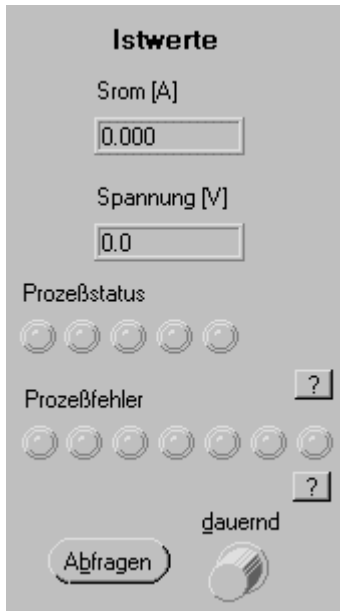 Istwerte
Srom [A]
0.000
Spannung [V]
0.0
Prozeßstatus
?
Prozeßfehler
?
dauernd
Abfragen